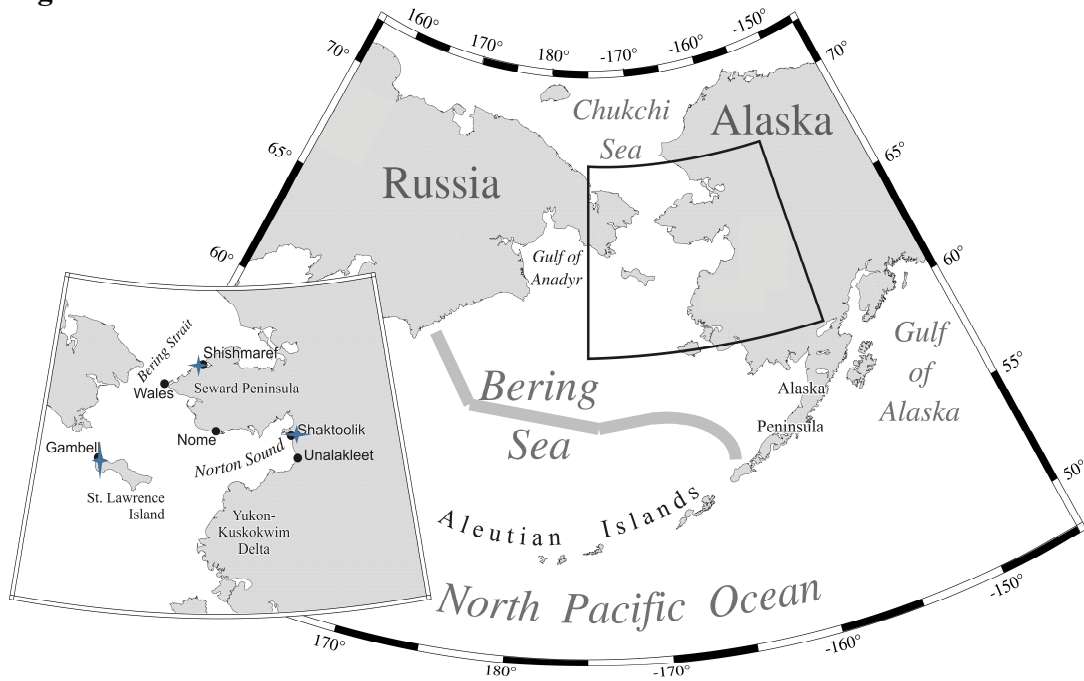 160°
170°
180°
-170°
-160°
-150°
70°
70°
Chukchi
Sea
Alaska
65°
65°
Russia
60°
60°
Gulf of
Anadyr
Gulf
of
Alaska
55°
Bering
Sea
Alaska
Peninsula
50°
Aleutian Islands
North Pacific Ocean
170°
180°
-170°
-160°
-150°
Bering Strait
Shishmaref
Wales
Seward Peninsula
Nome
Shaktoolik
Norton Sound
Unalakleet
Gambell
St. Lawrence
Island
Yukon-
Kuskokwim
Delta